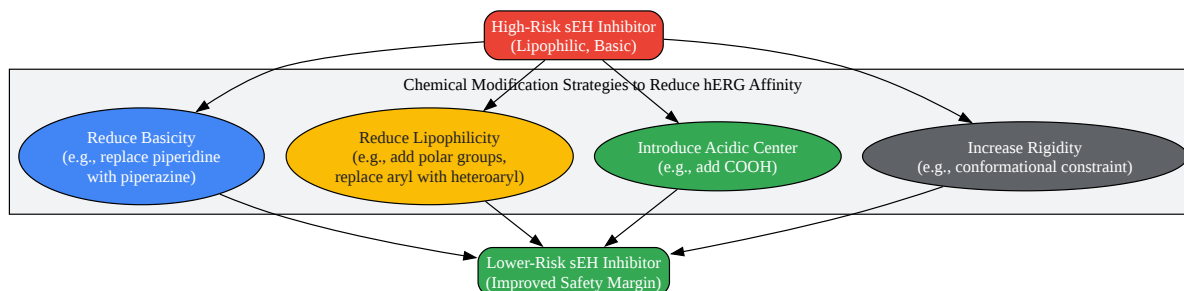 High-Risk sEH Inhibitor
(Lipophilic, Basic)
Chemical Modification Strategies to Reduce hERG Affinity
Reduce Basicity
(e.g., replace piperidine
with piperazine)
Reduce Lipophilicity
(e.g., add polar groups,
replace aryl with heteroaryl)
Introduce Acidic Center
(e.g., add COOH)
Increase Rigidity
(e.g., conformational constraint)
Lower-Risk sEH Inhibitor
(Improved Safety Margin)